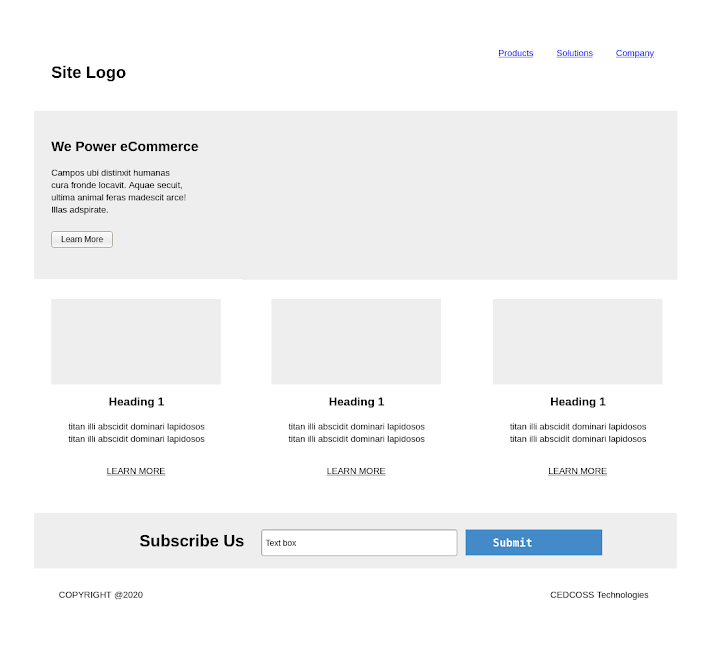 Products Solutions Company
Site Logo
We Power eCommerce
Campos ubi distinxit humanas
cura fronde locavit. Aquae secuit,
ultima animal feras madescit arce!
Illas adspirate.
Learn More
Heading 1
titan illi abscidit dominari lapidosos
titan illi abscidit dominari lapidosos
LEARN MORE
Heading 1
titan illi abscidit dominari lapidosos
titan illi abscidit dominari lapidosos
LEARN MORE
Heading 1
titan illi abscidit dominari lapidosos
titan illi abscidit dominari lapidosos
LEARN MORE
Subscribe Us
Text box
Submit
COPYRIGHT @2020
CEDCOSS Technologies